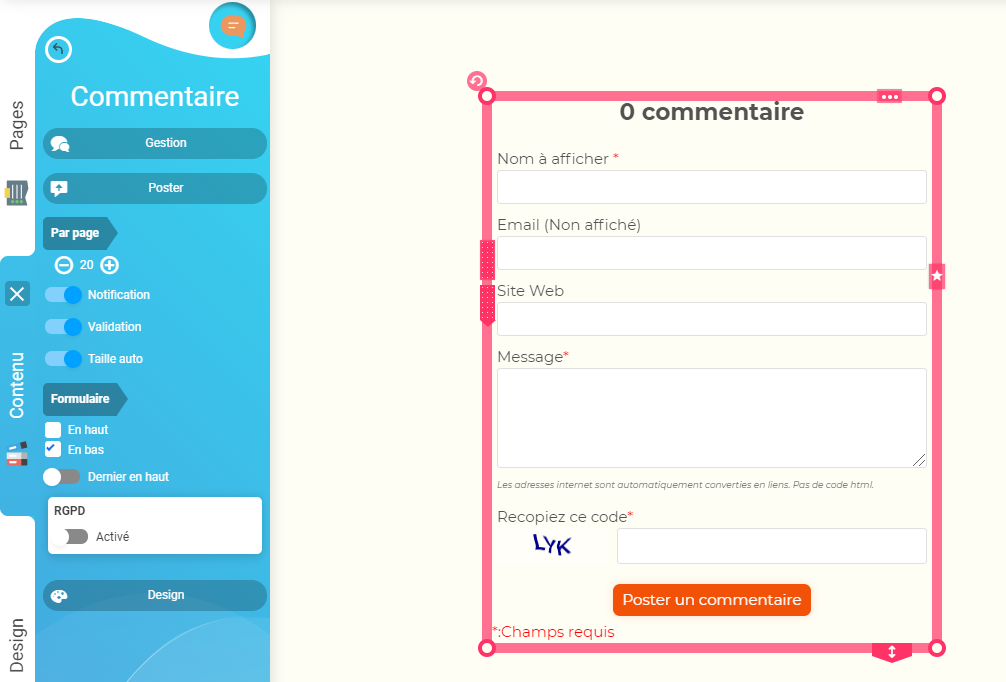 Pages
Contenu
Design
Commentaire
Gestion
Poster
Par page
20
Notification
Validation
Taille auto
Formulaire
En haut
En bas
Dernier en haut
RGPD
Activé
Design
0 commentaire
Nom à afficher *
Email (Non affiché)
Site Web
Message*
Les adresses internet sont automatiquement converties en liens. Pas de code html.
Recopiez ce code*
LYK
Poster un commentaire
*:Champs requis